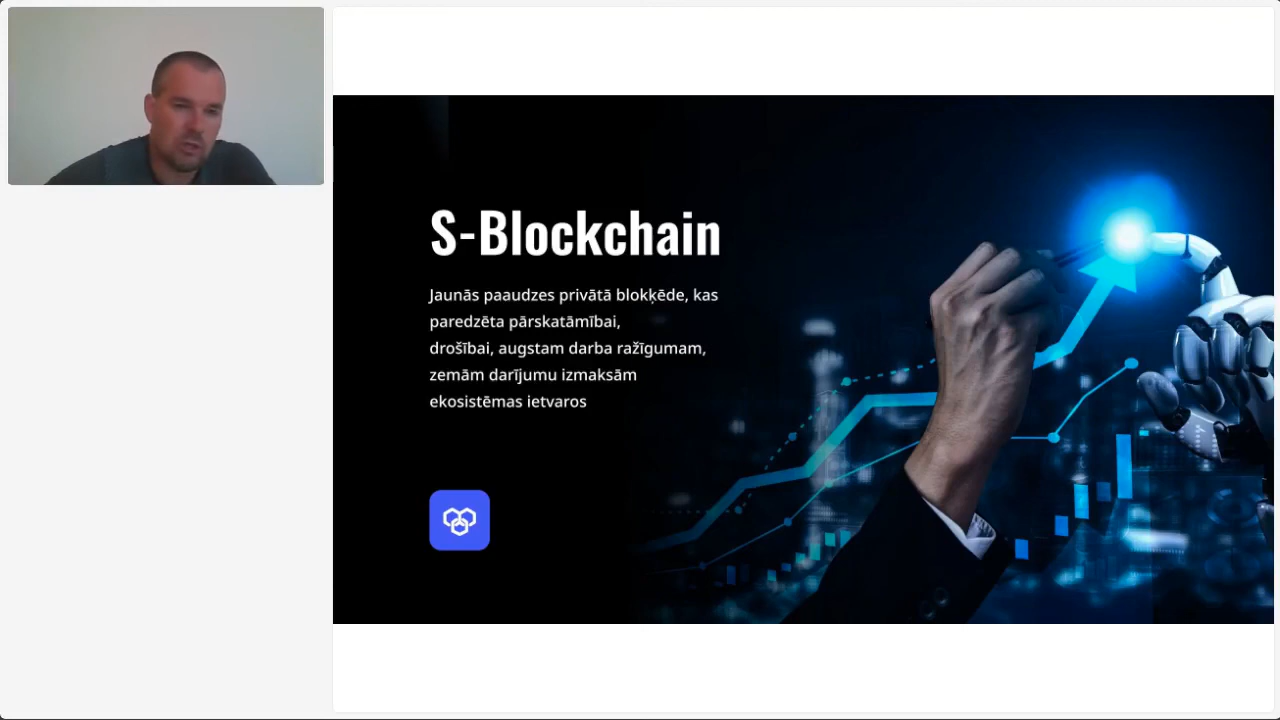 S-Blockchain
Jaunās paaudzes privātā blokķēde, kas
paredzēta pārskatāmībai,
drošībai, augstam darba ražīgumam,
zemām darījumu izmaksām
ekosistēmas ietvaros